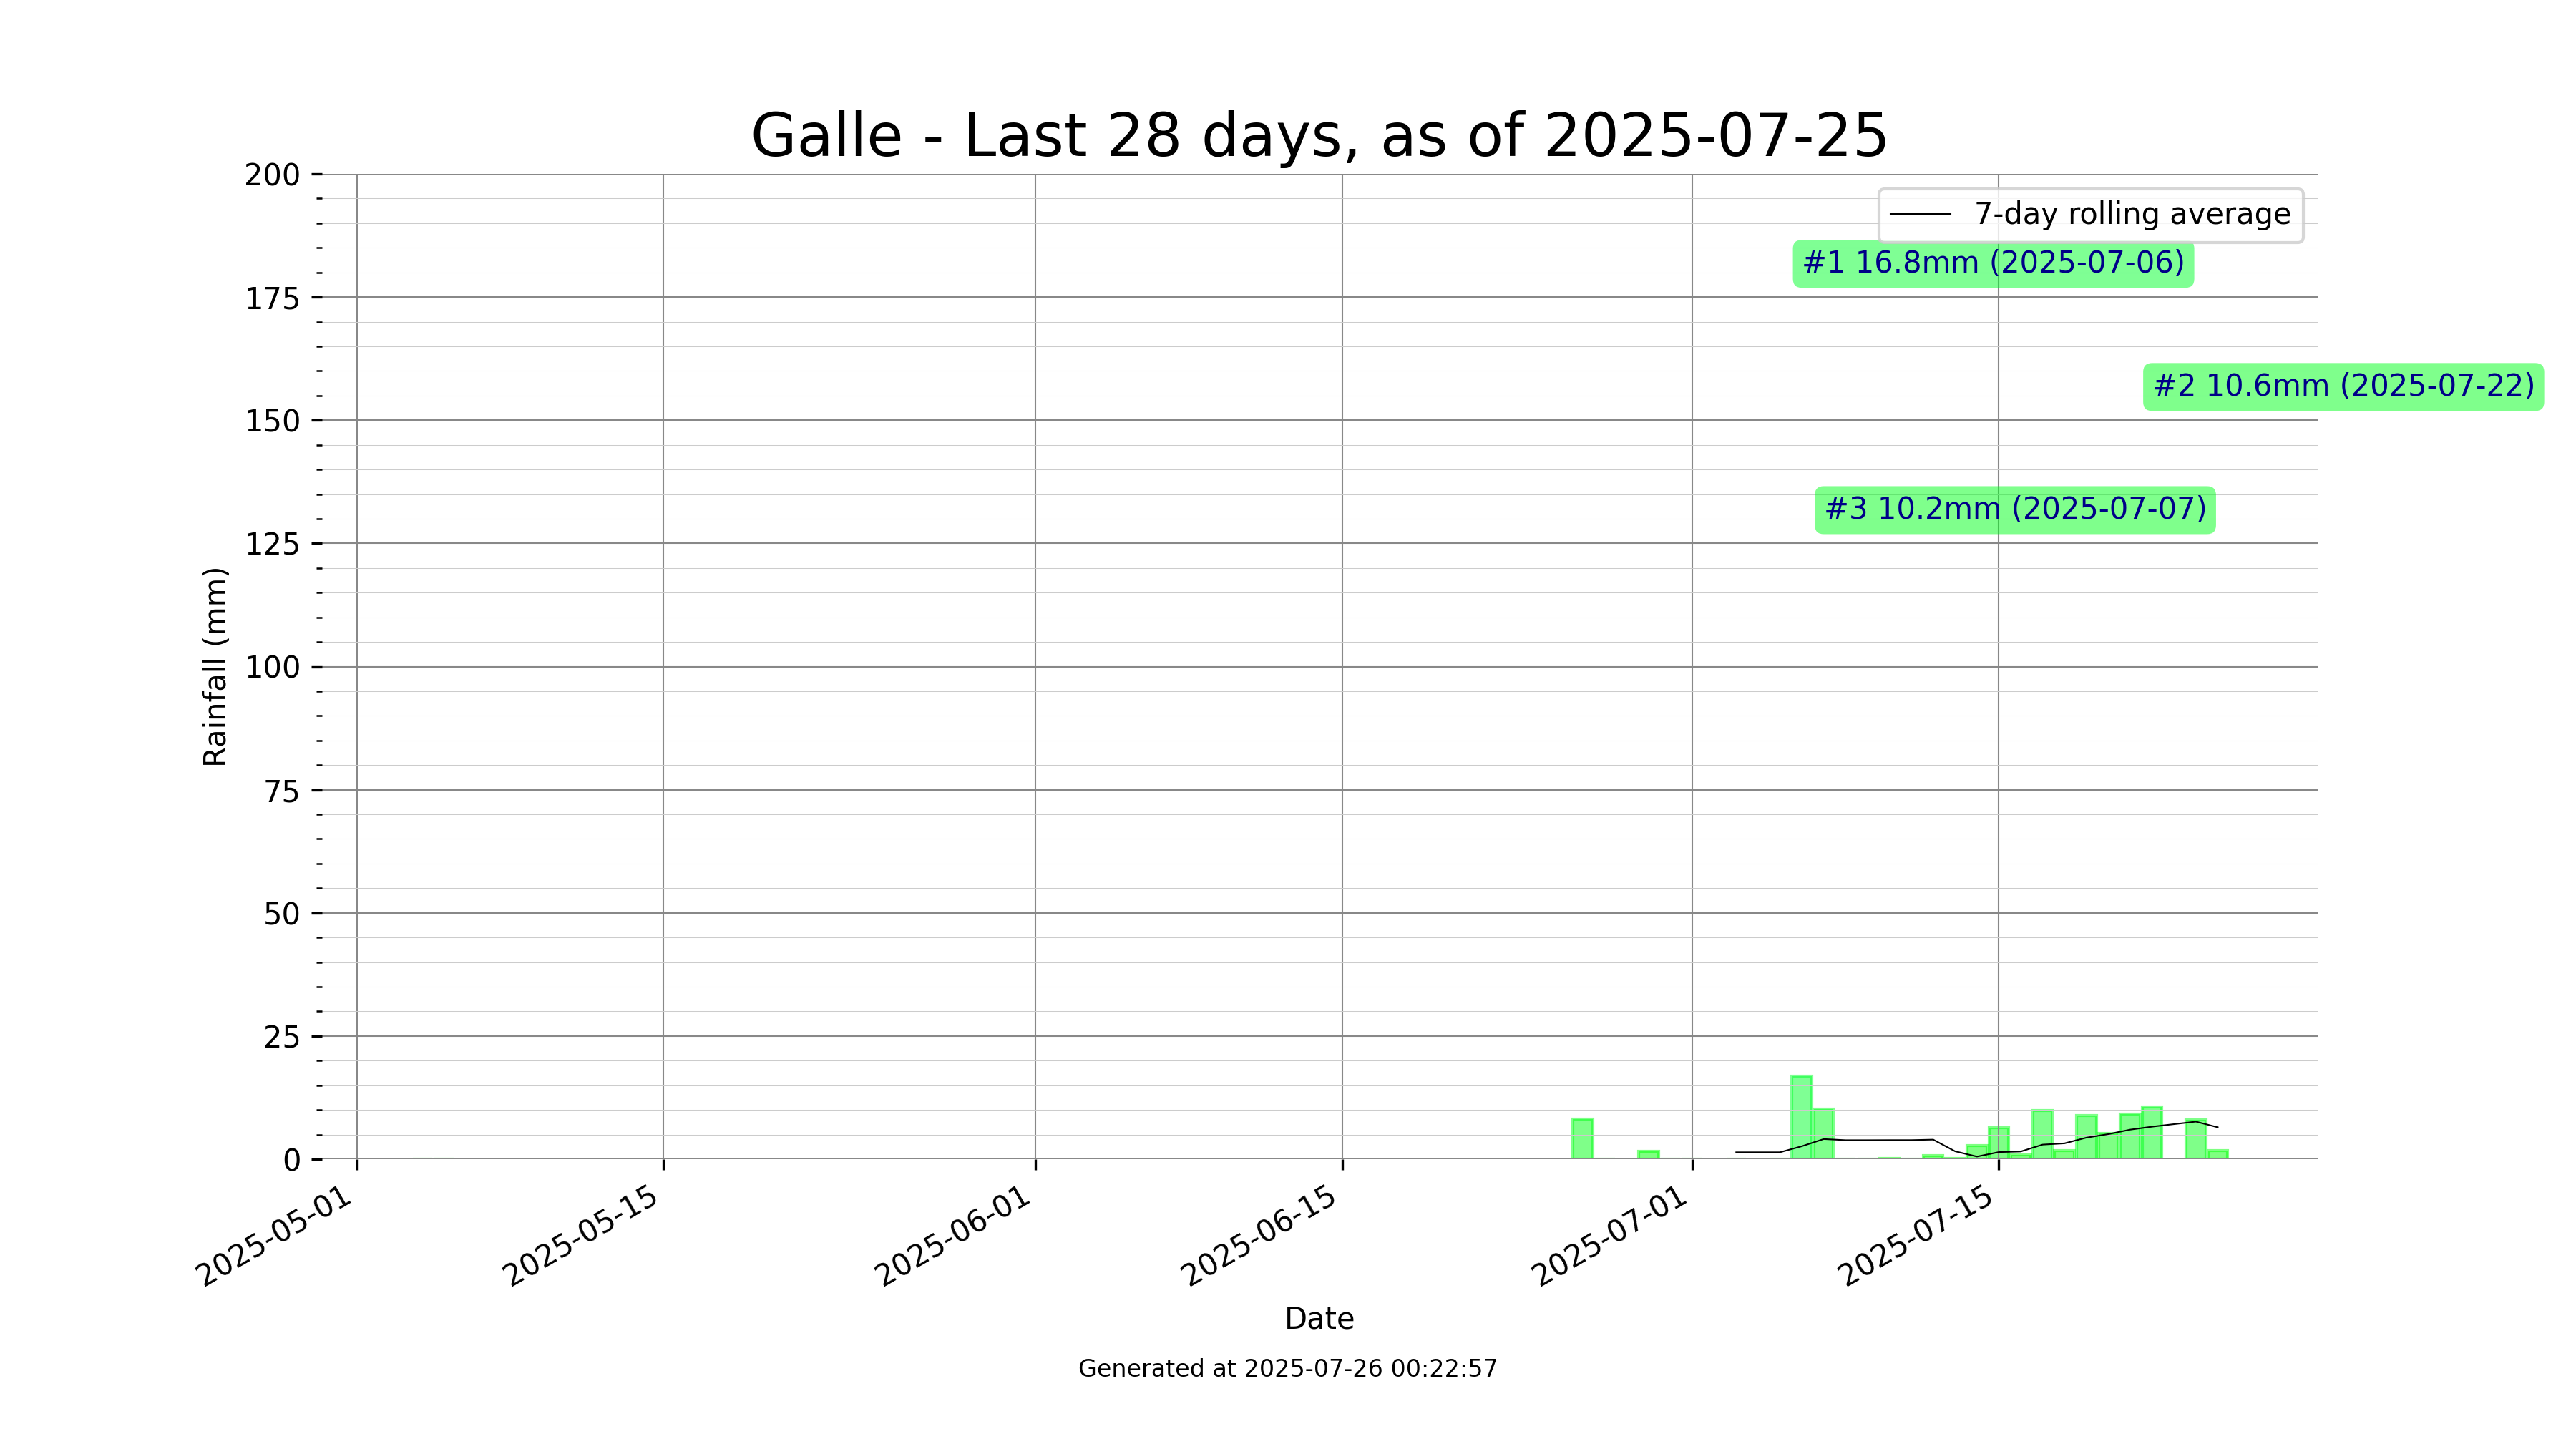 Galle - Last 28 days, as of 2025-07-25
200
175
150
125
100
75
50
25
0
Rainfall (mm)
7-day rolling average
#1 16.8mm (2025-07-06)
#2 10.6mm (2025-07-22)
#3 10.2mm (2025-07-07)
2025-05-01
2025-05-15
2025-06-01
2025-06-15
2025-07-01
2025-07-15
Date
Generated at 2025-07-26 00:22:57